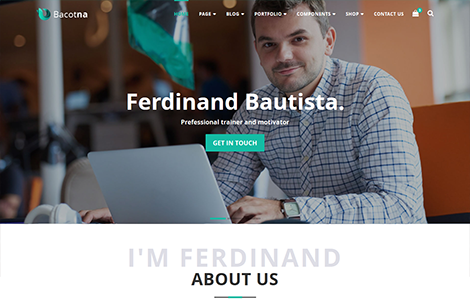 Bacotna
HOME PAGE BLOG PORTFOLIO COMPONENTS SHOP CONTACT US
Ferdinand Bautista.
Prefessional trainer and motivator
GET IN TOUCH
I'M FERDINAND
ABOUT US